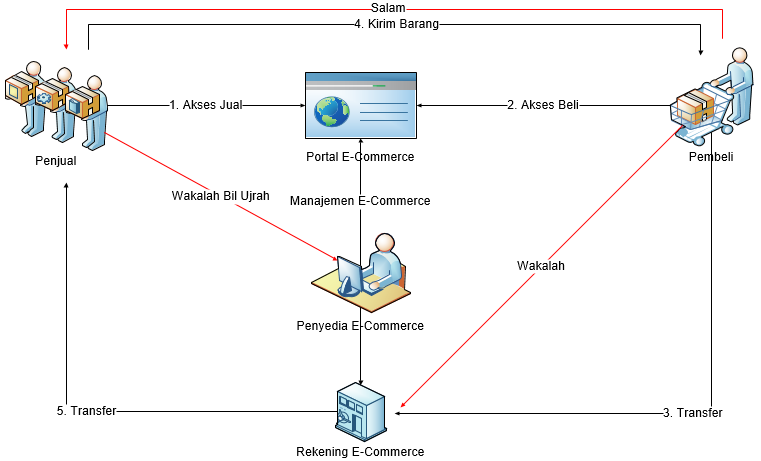 Salam
4. Kirim Barang
1. Akses Jual
2. Akses Beli
Penjual
Portal E-Commerce
Pembeli
Wakalah Bil Ujrah
Manajemen E-Commerce
Wakalah
Penyedia E-Commerce
5. Transfer
3. Transfer
Rekening E-Commerce